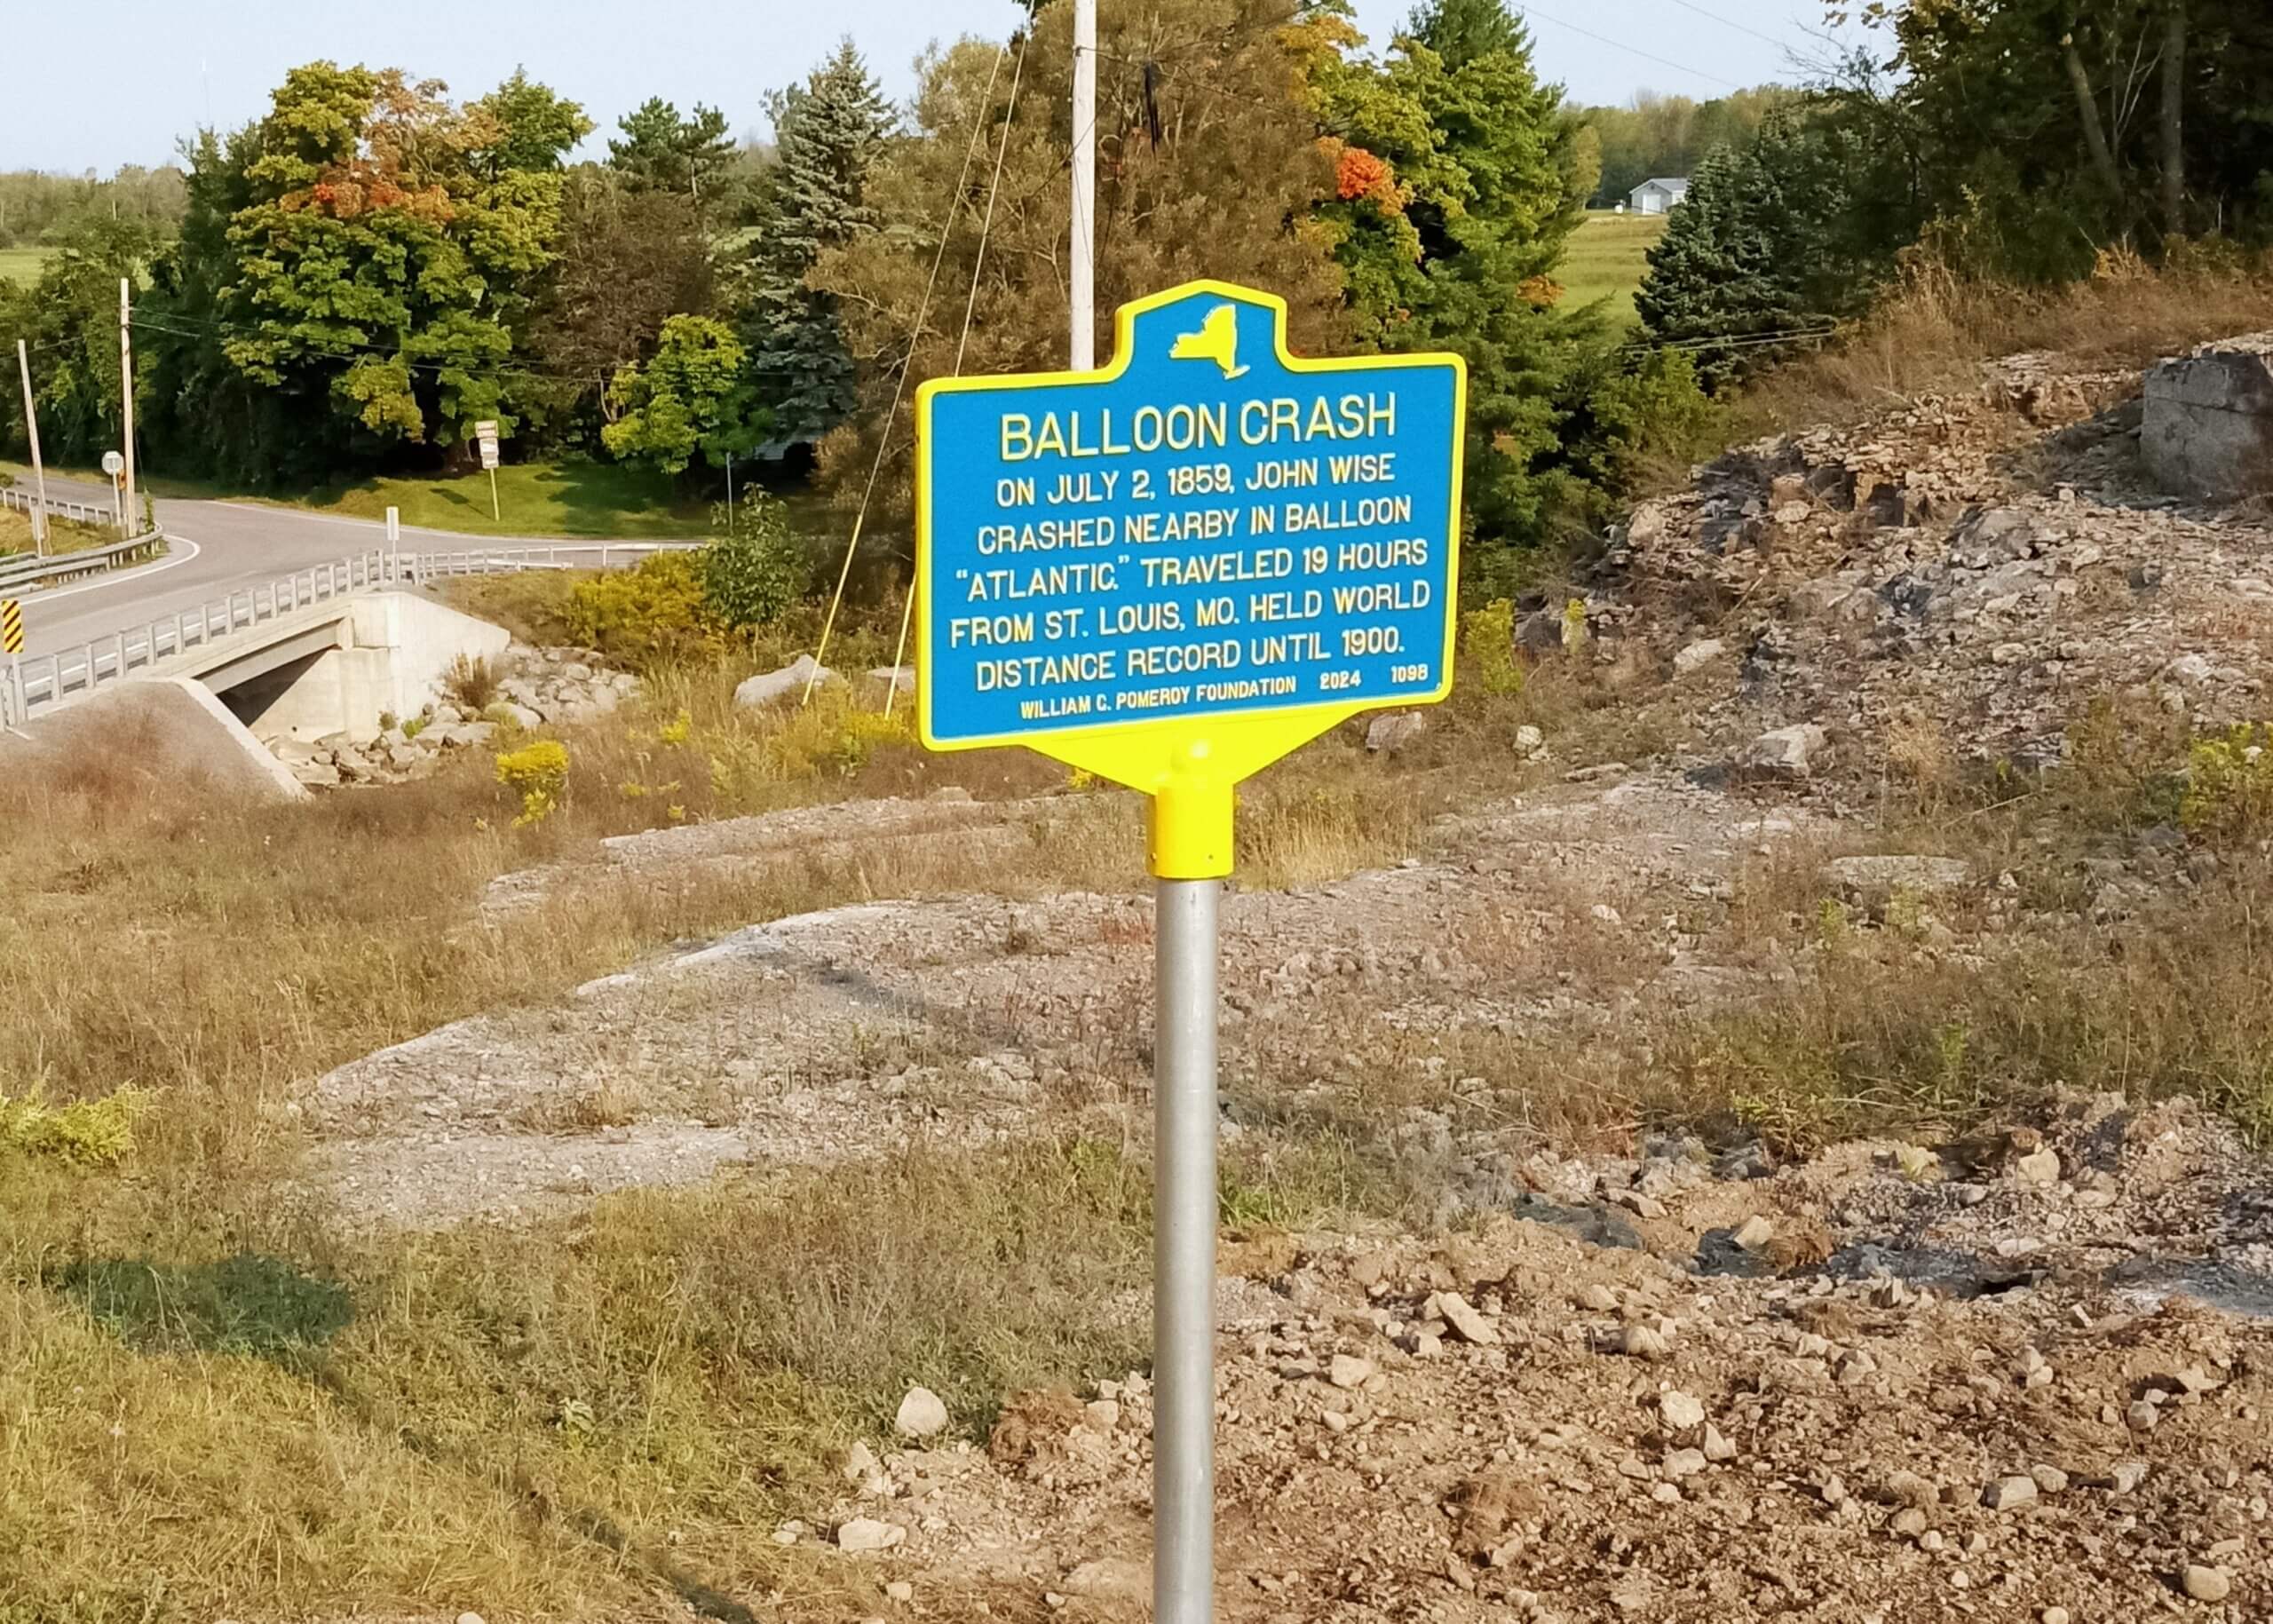 BALLOON CRASH
ON JULY 2, 1859, JOHN WISE
CRASHED NEARBY IN BALLOON
"ATLANTIC." TRAVELED 19 HOURS
FROM ST. LOUIS, MO. HELD WORLD
DISTANCE RECORD UNTIL 1900.
WILLIAM G. POMEROY FOUNDATION 2024 1098